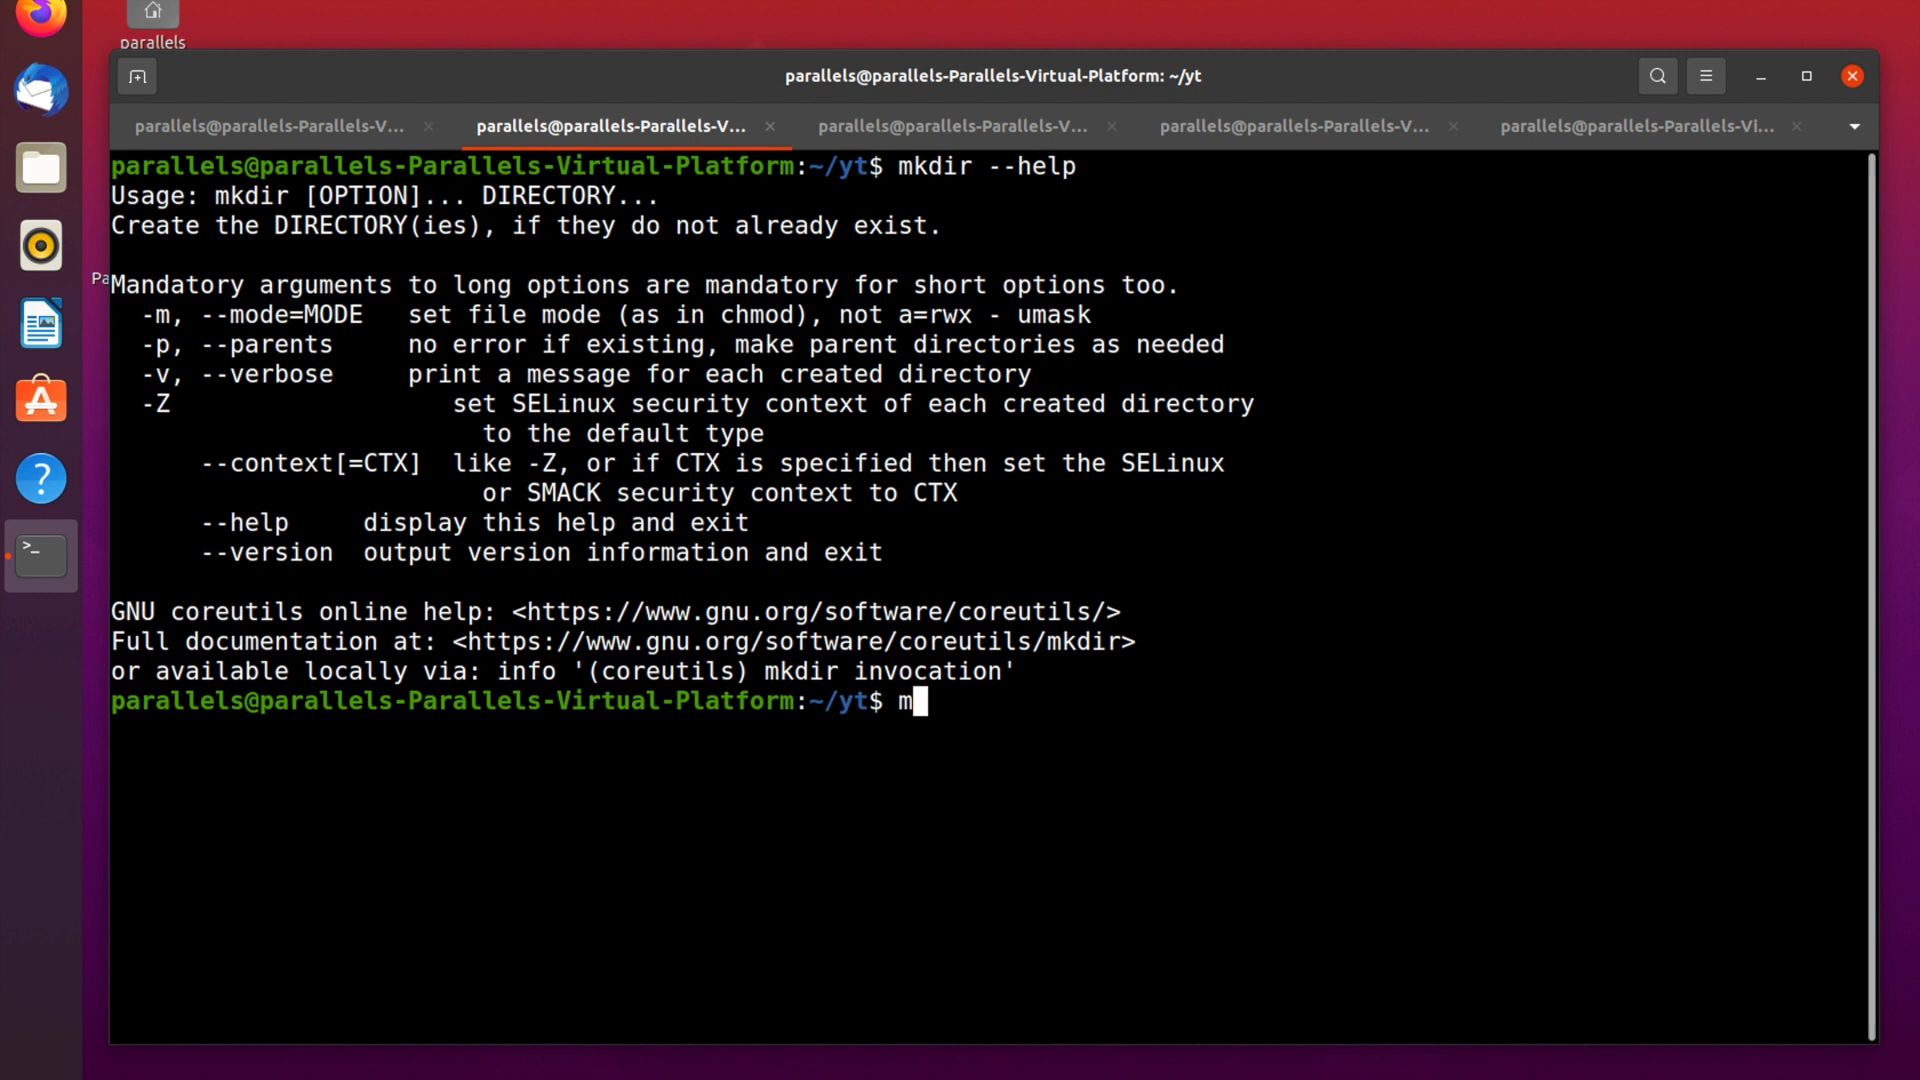 parallels
parallels@parallels-Parallels-Virtual-Platform: ~/yt
parallels@parallels-Parallels-V...
parallels@parallels-Parallels-V...
parallels@parallels-Parallels-V...
parallels@parallels-Parallels-V...
parallels@parallels-Parallels-Vi...
Pa
parallels@parallels-Parallels-Virtual-Platform:~/yt$ mkdir --help
Usage: mkdir [OPTION]... DIRECTORY...
Create the DIRECTORY(ies), if they do not already exist.
Mandatory arguments to long options are mandatory for short options too.
-m, --mode=MODE   set file mode (as in chmod), not a=rwx - umask
-p, --parents     no error if existing, make parent directories as needed
-v, --verbose     print a message for each created directory
-Z                   set SELinux security context of each created directory
to the default type
--context[=CTX]  like -Z, or if CTX is specified then set the SELinux
or SMACK security context to CTX
--help     display this help and exit
--version  output version information and exit
GNU coreutils online help: <https://www.gnu.org/software/coreutils/>
Full documentation at: <https://www.gnu.org/software/coreutils/mkdir>
or available locally via: info '(coreutils) mkdir invocation'
parallels@parallels-Parallels-Virtual-Platform:~/yt$ m